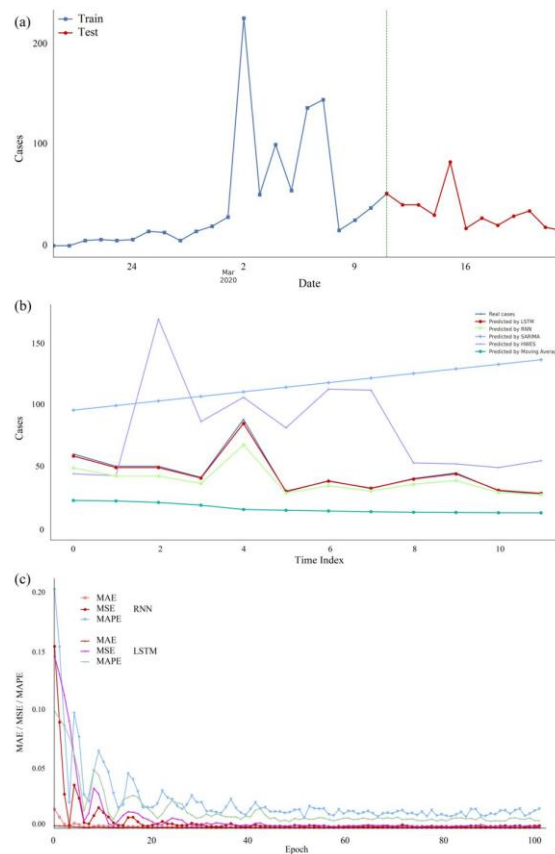 (a)
Train
Test
200
100
0
Cases
24
2
9
16
Mar
2020
Date
(b)
Real cases
Predicted by LSTM
Predicted by RNN
Predicted by SARIMA
Predicted by HWES
Predicted by Moving Average
150
100
50
0
Cases
0 2 4 6 8 10
Time Index
(c)
0.20
0.15
0.10
0.05
0.00
MAE / MSE / MAPE
MAE
MSE RNN
MAPE
MAE
MSE LSTM
MAPE
0 20 40 60 80 100
Epoch